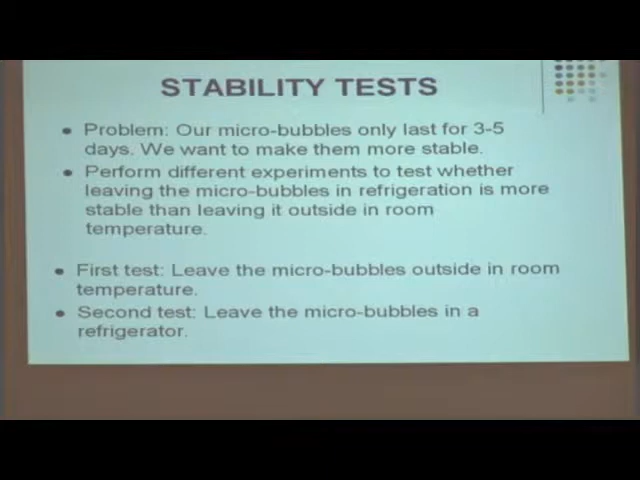 STABILITY TESTS
• Problem: Our micro-bubbles only last for 3-5
days. We want to make them more stable.
• Perform different experiments to test whether
leaving the micro-bubbles in refrigeration is more
stable than leaving it outside in room
temperature.
• First test: Leave the micro-bubbles outside in room
temperature.
• Second test: Leave the micro-bubbles in a
refrigerator.